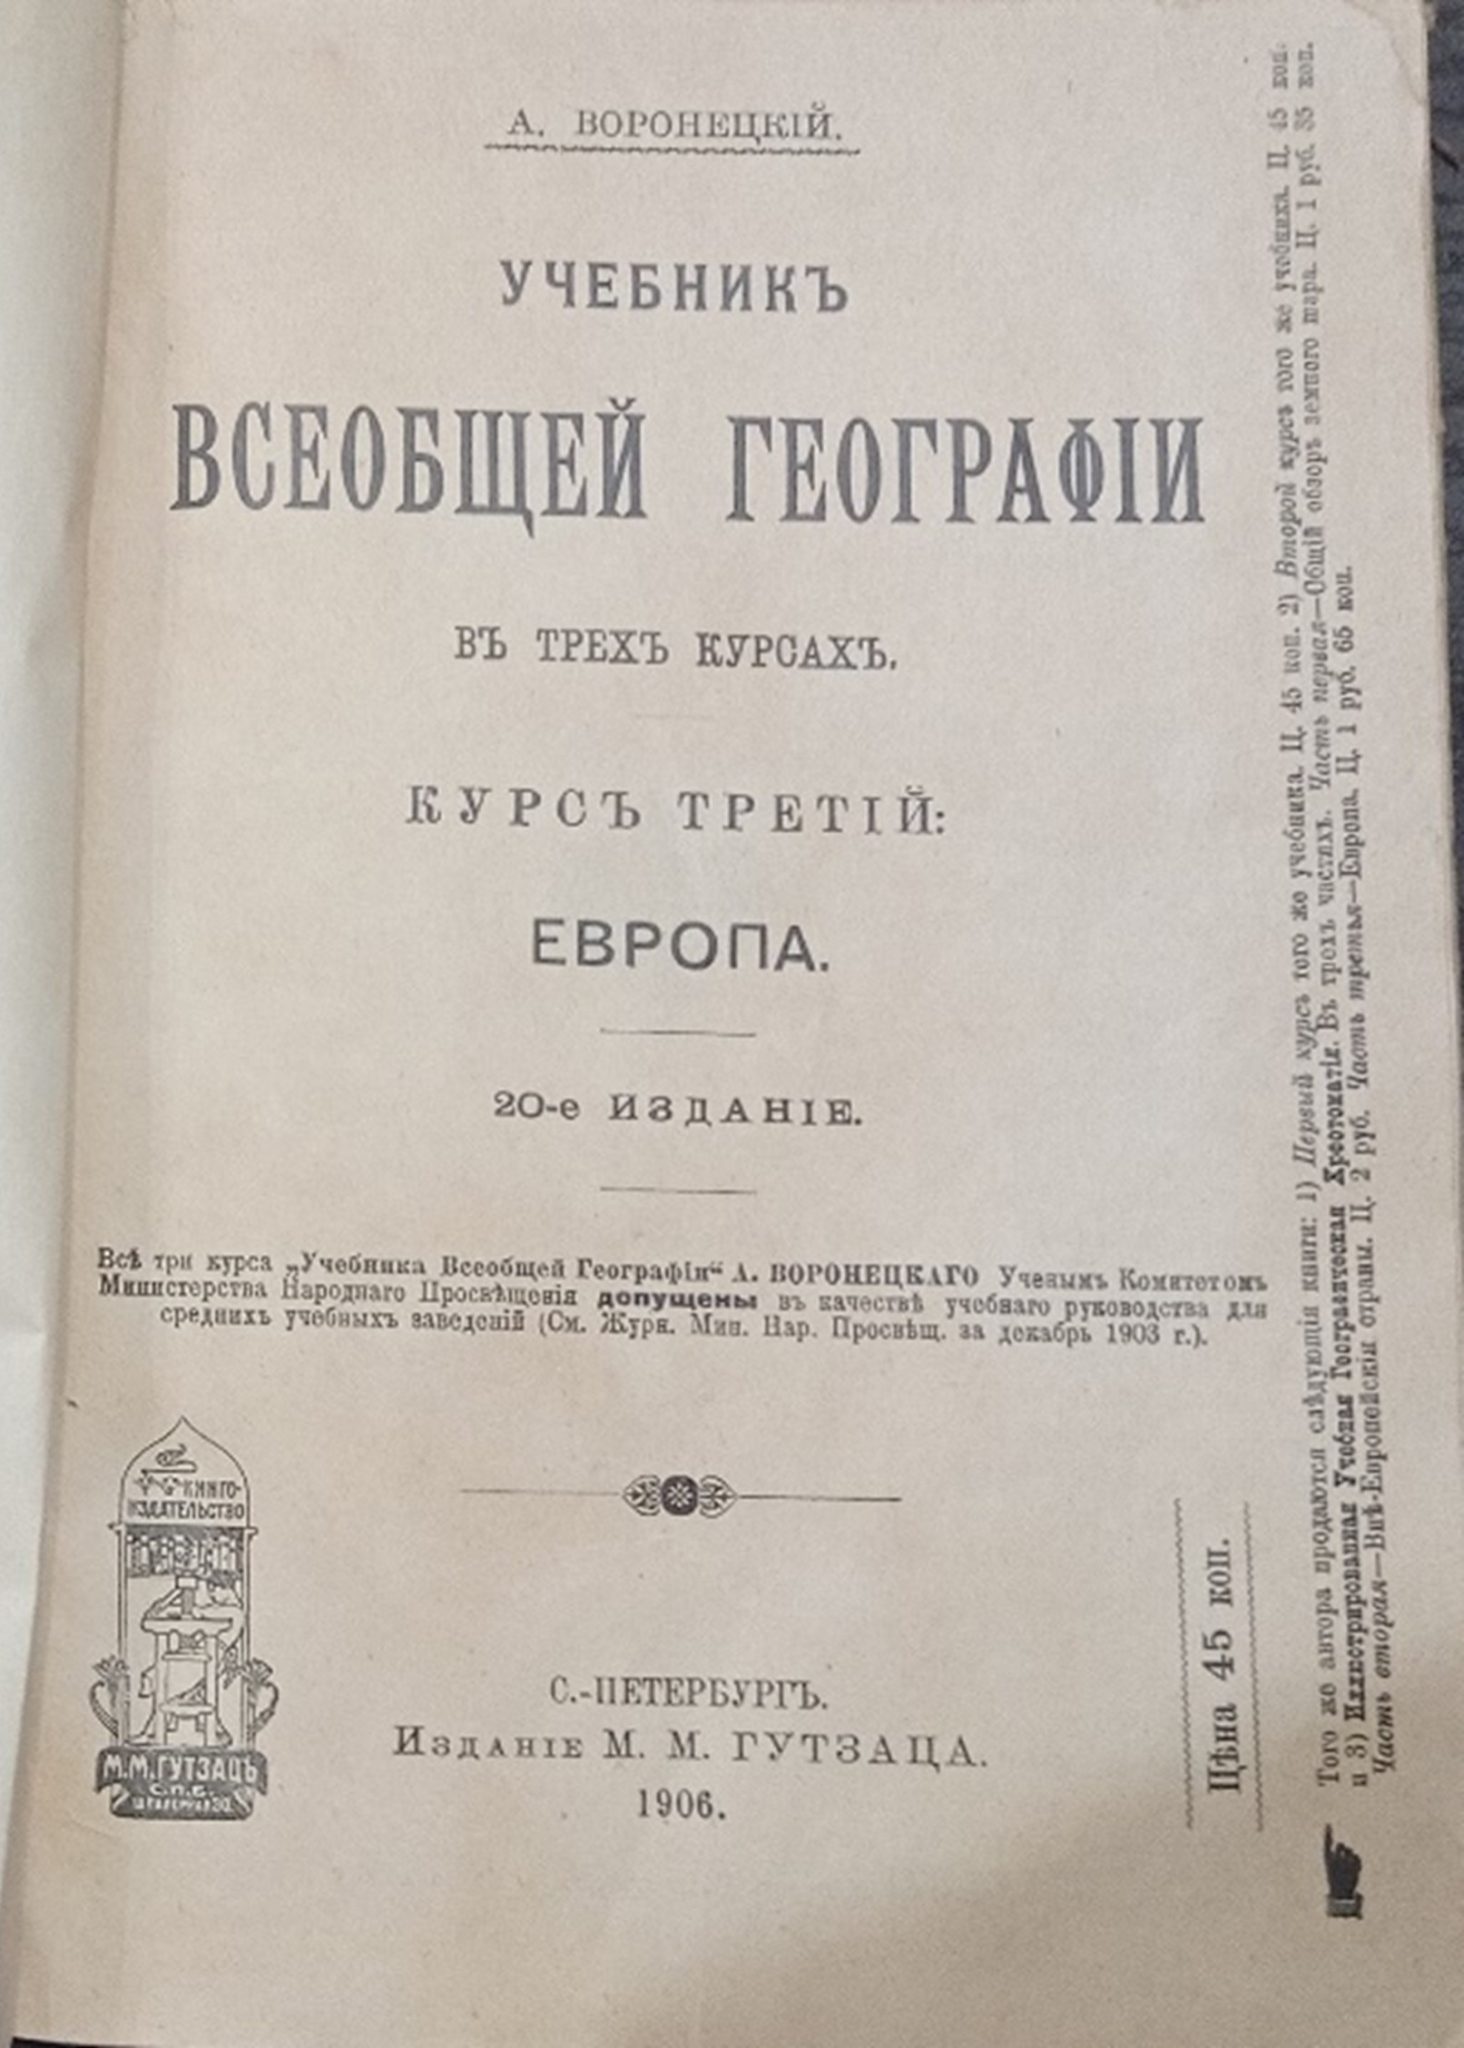 А. ВОРОНЕЦКІЙ.
УЧЕБНИКЪ
ВСЕОБЩЕЙ ГЕОГРАФІИ
ВЪ ТРЕХЪ КУРСАХЪ.
КУРСЪ ТРЕТІЙ:
ЕВРОПА.
20-е ИЗДАНІЕ.
Всѣ три курса „Учебника Всеобщей Географіи“ А. ВОРОНЕЦКАГО Ученымъ Комитетомъ
Министерства Народнаго Просвѣщенія допущены въ качествѣ учебнаго руководства для
среднихъ учебныхъ заведеній (См. Журн. Мин. Нар. Просвѣщ. за декабрь 1903 г.).
КНИГО-
ИЗДАТЕЛЬСТВО
М.М.ГУТЗАЦЪ
С.П.Б.
С.-ПЕТЕРБУРГЪ.
Изданіе М. М. ГУТЗАЦА.
1906.
Цѣна 45 коп.
Того же автора продаются слѣдующія книги: 1) Первый курсъ того же учебника. Ц. 45 коп. 2) Второй курсъ того же учебника. Ц. 45 коп.
и 3) Иллюстрированная Учебная Географическая Хрестоматія. Въ трехъ частяхъ. Часть первая—Общій обзоръ земного шара. Ц. 1 руб. 35 коп.
Часть вторая—Внѣ-Европейскія страны. Ц. 2 руб. Часть третья—Европа. Ц. 1 руб. 65 коп.